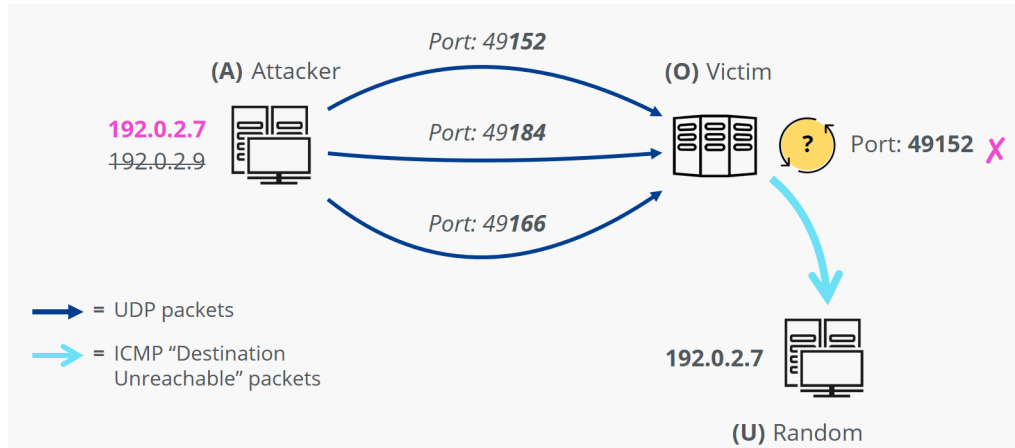 Port: 49152
(A) Attacker
(O) Victim
192.0.2.7
192.0.2.9
Port: 49184
?
Port: 49152 X
Port: 49166
= UDP packets
= ICMP “Destination
Unreachable” packets
192.0.2.7
(U) Random